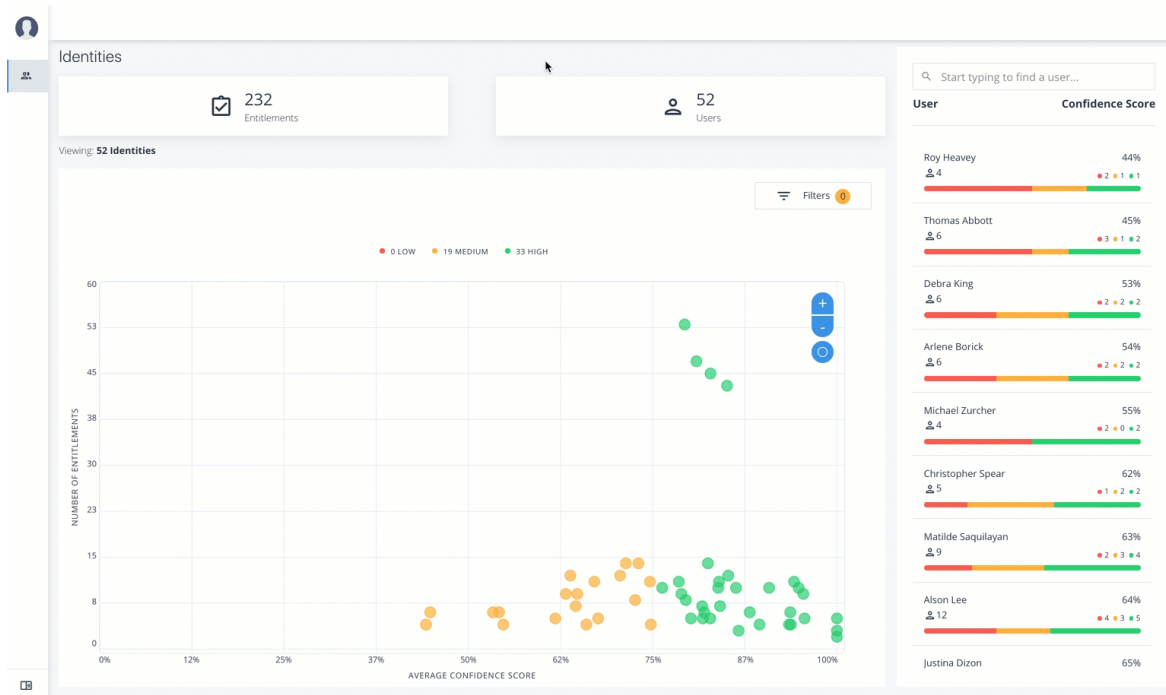 Identities
232
Entitlements
52
Users
Viewing: 52 Identities
Filters 0
0 LOW 19 MEDIUM 33 HIGH
+
-
60
53
45
38
30
23
15
8
0
NUMBER OF ENTITLEMENTS
0% 12% 25% 37% 50% 62% 75% 87% 100%
AVERAGE CONFIDENCE SCORE
Start typing to find a user...
User Confidence Score
Roy Heavey 44%
4 2 1 1
Thomas Abbott 45%
6 3 1 2
Debra King 53%
6 2 2 2
Arlene Borick 54%
6 2 2 2
Michael Zurcher 55%
4 2 0 2
Christopher Spear 62%
5 1 2 2
Matilde Saquilayan 63%
9 2 3 4
Alson Lee 64%
12 4 3 5
Justina Dizon 65%